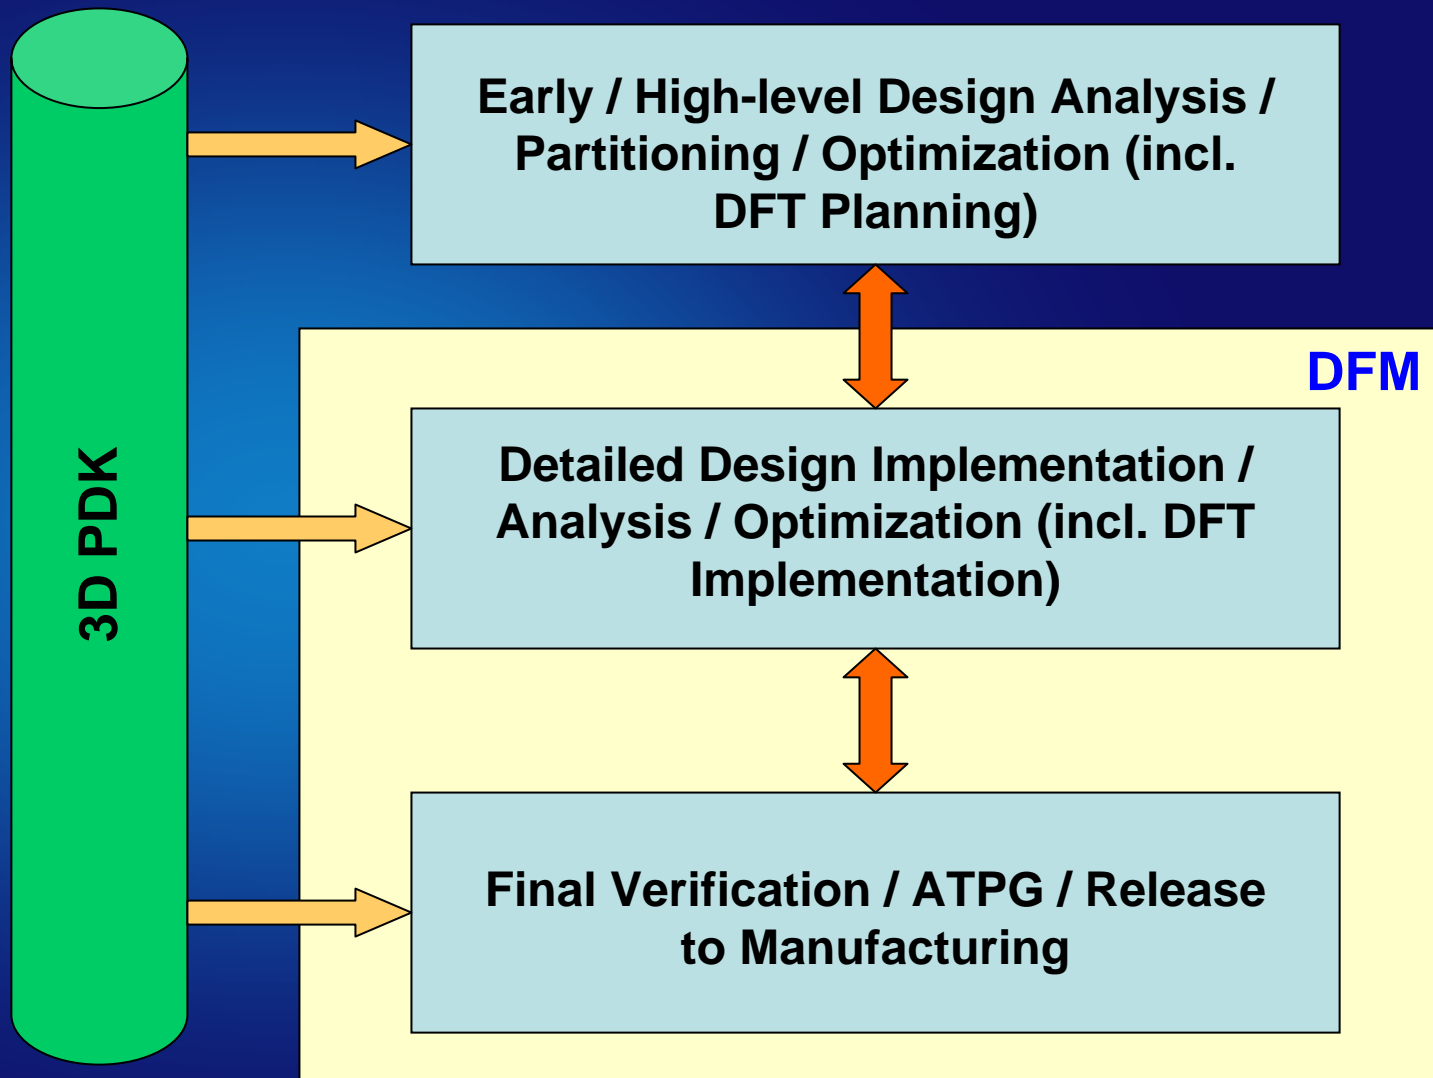 Early / High-level Design Analysis /
Partitioning / Optimization (incl.
DFT Planning)
DFM
3D PDK
Detailed Design Implementation /
Analysis / Optimization (incl. DFT
Implementation)
Final Verification / ATPG / Release
to Manufacturing